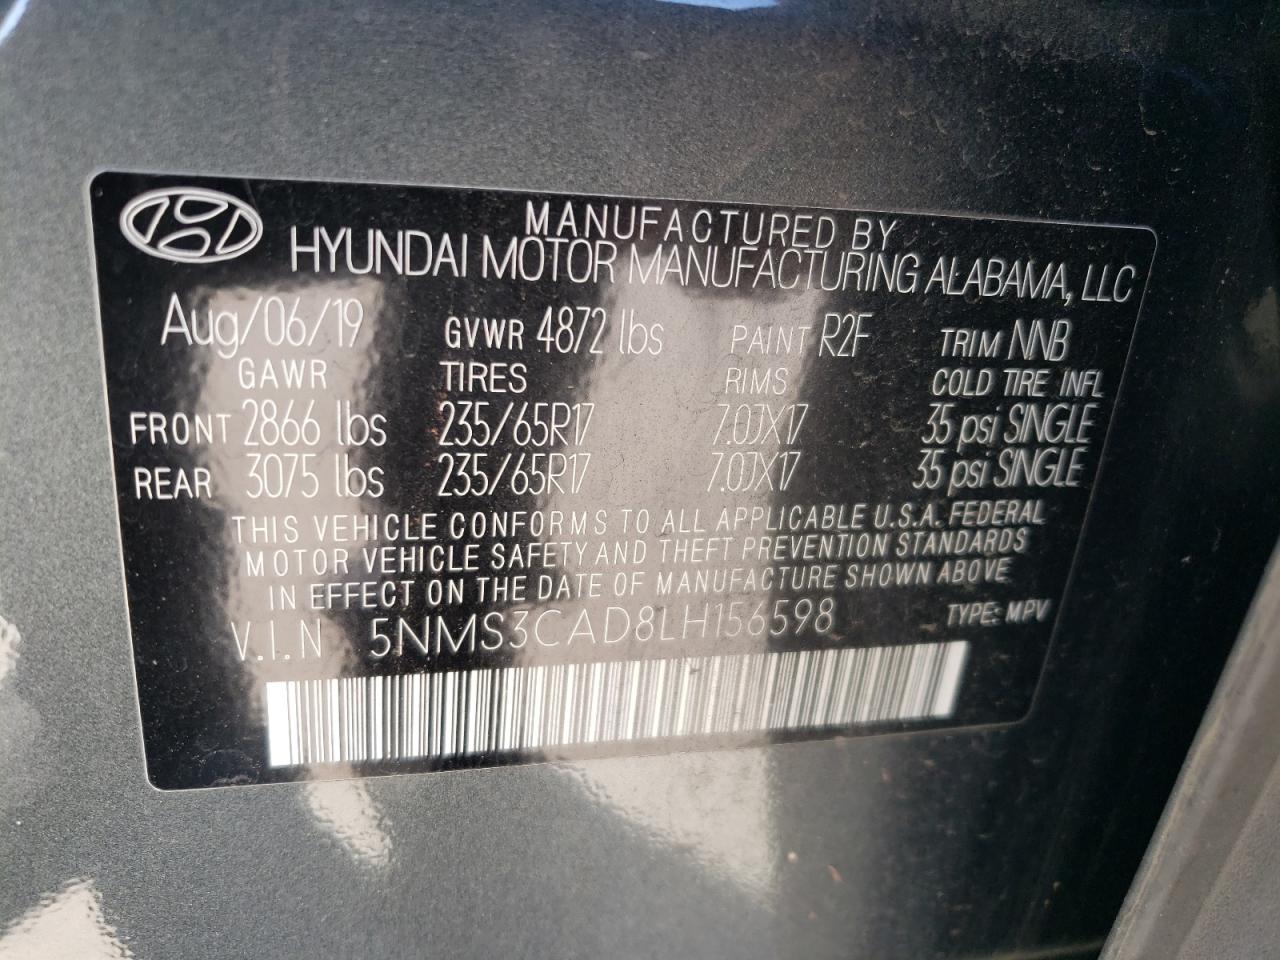 MANUFACTURED BY
HYUNDAI MOTOR MANUFACTURING ALABAMA, LLC
Aug/06/19 GVWR 4872 lbs PAINT R2F TRIM NNB
GAWR TIRES RIMS COLD TIRE INFL
FRONT 2866 lbs 235/65R17 7.0JX17 35 psi SINGLE
REAR 3075 lbs 235/65R17 7.0JX17 35 psi SINGLE
THIS VEHICLE CONFORMS TO ALL APPLICABLE U.S.A. FEDERAL
MOTOR VEHICLE SAFETY AND THEFT PREVENTION STANDARDS
IN EFFECT ON THE DATE OF MANUFACTURE SHOWN ABOVE
V.I.N 5NMS3CAD8LH156598 TYPE: MPV